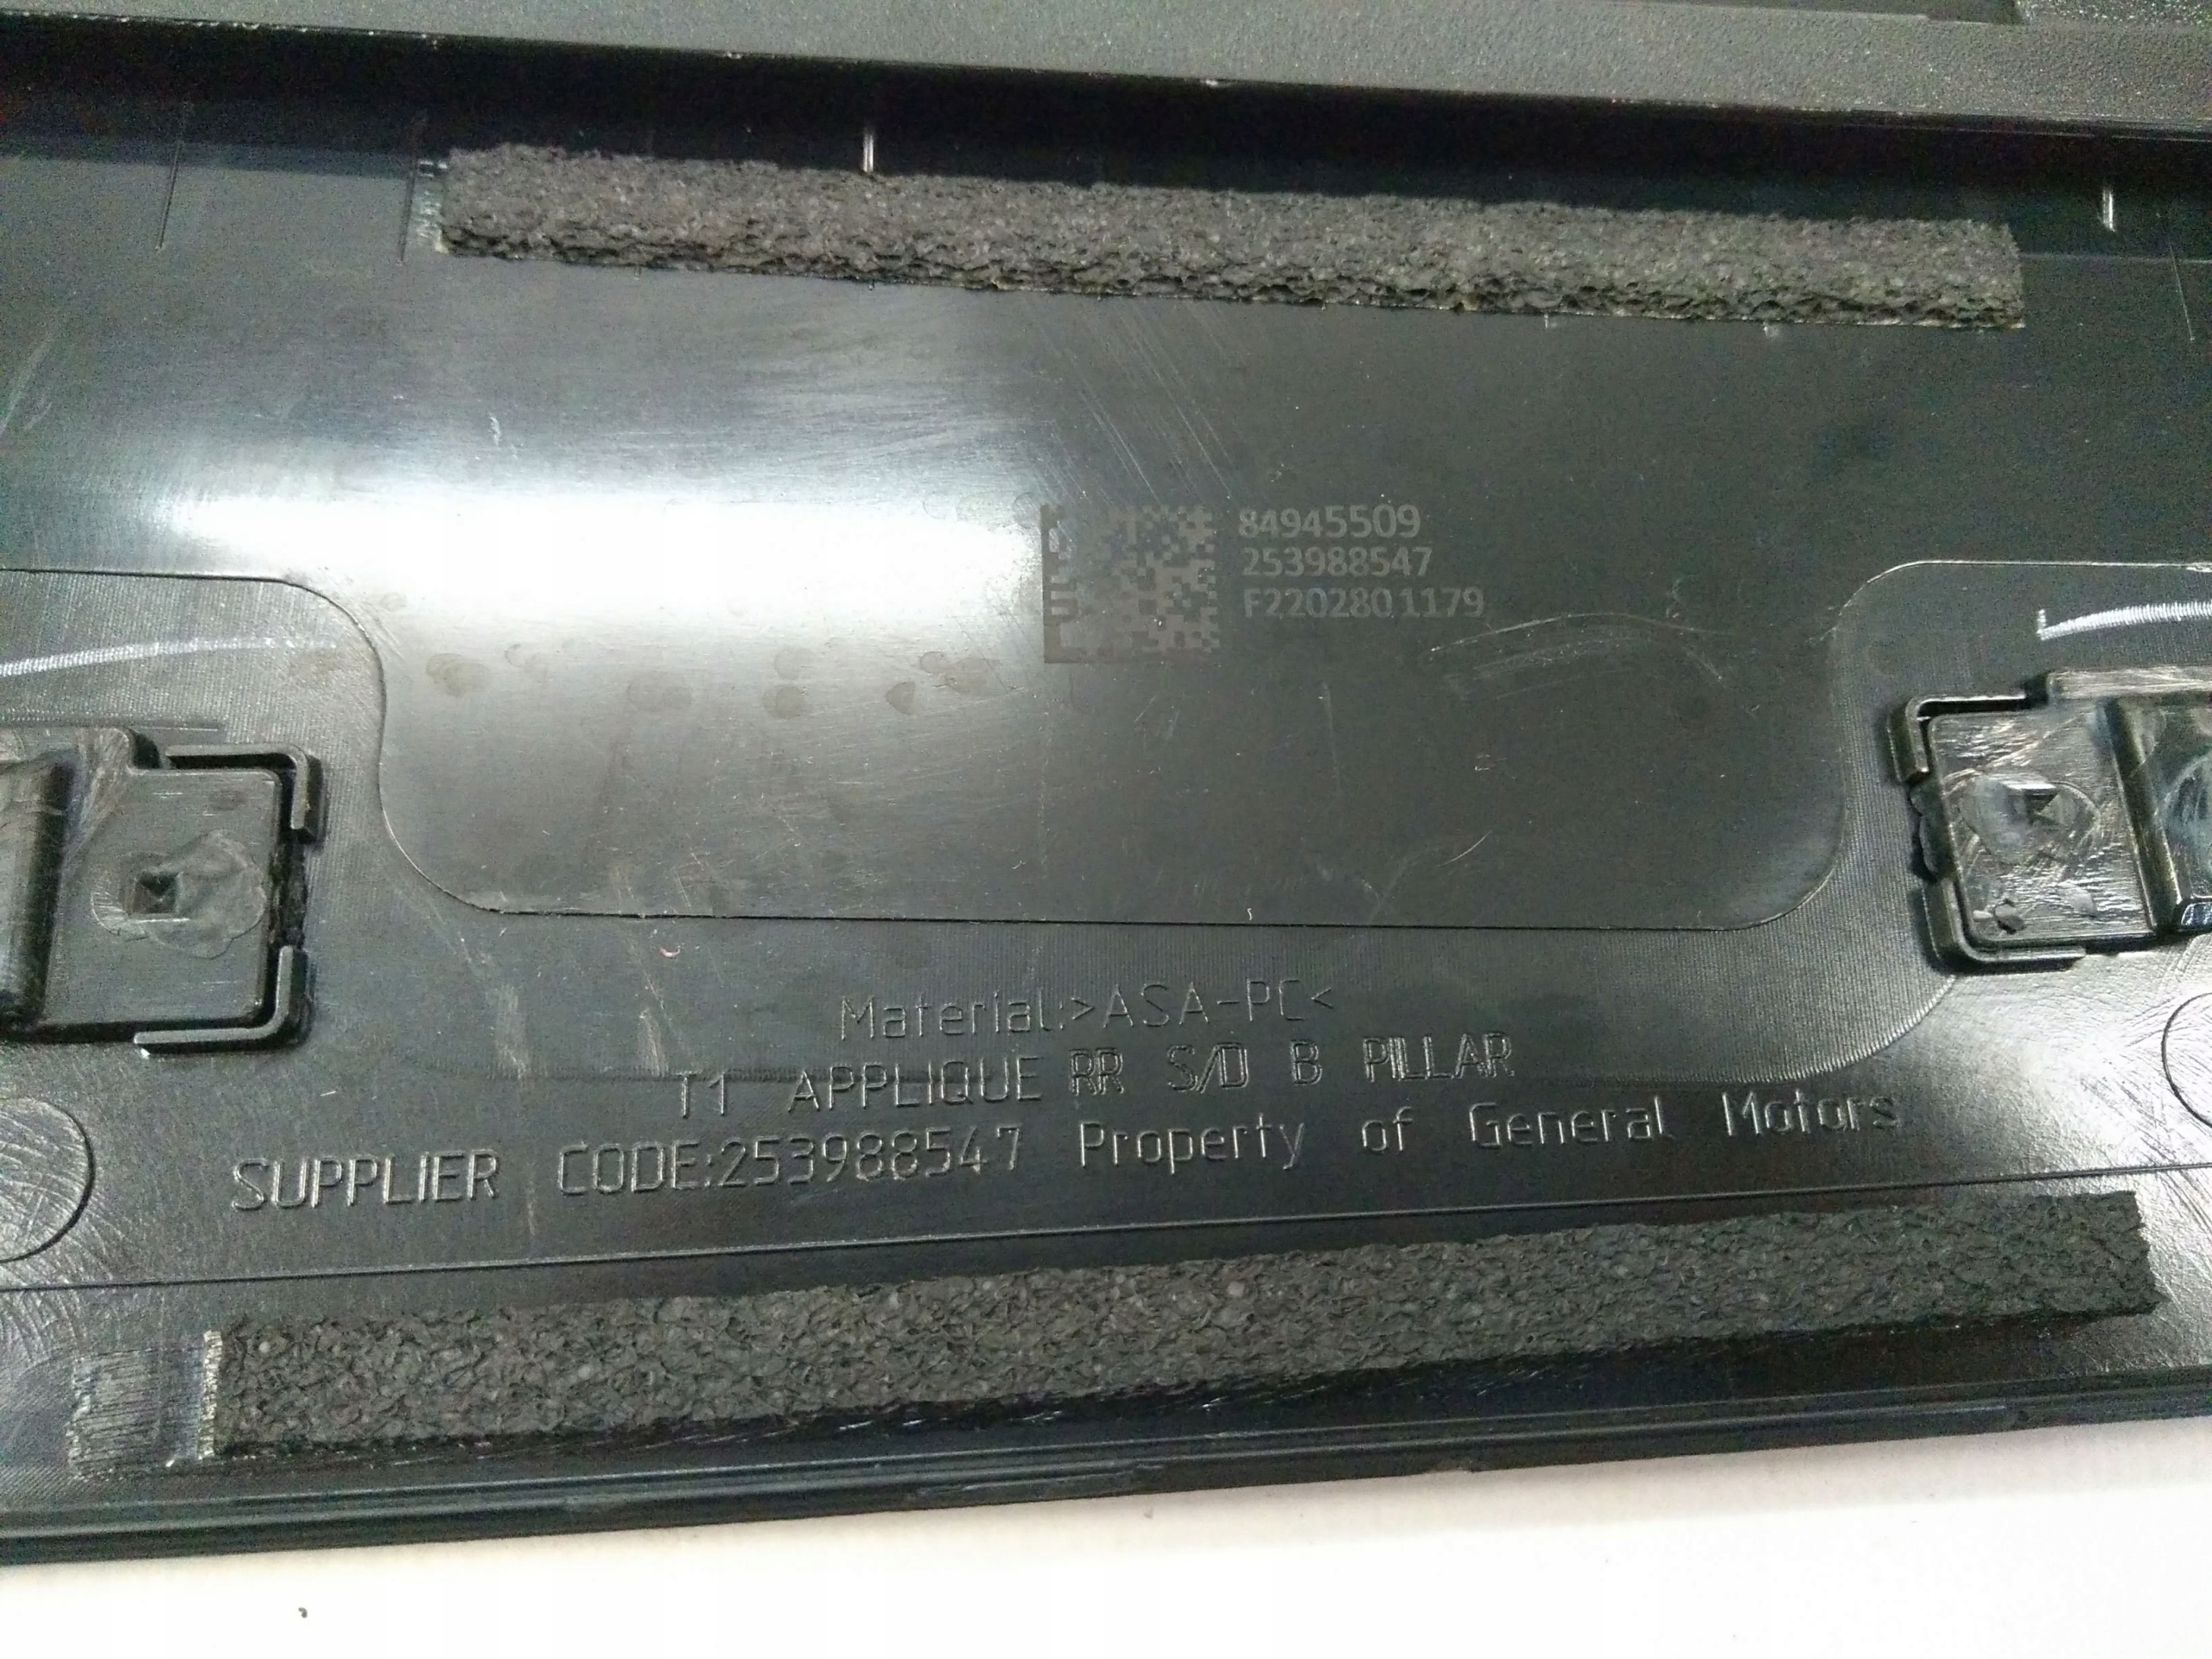 84945509
253988547
F2202801179
Material:>ASA-PC<
T1 APPLIQUE RR S/D B PILLAR
SUPPLIER CODE:253988547 Property of General Motors